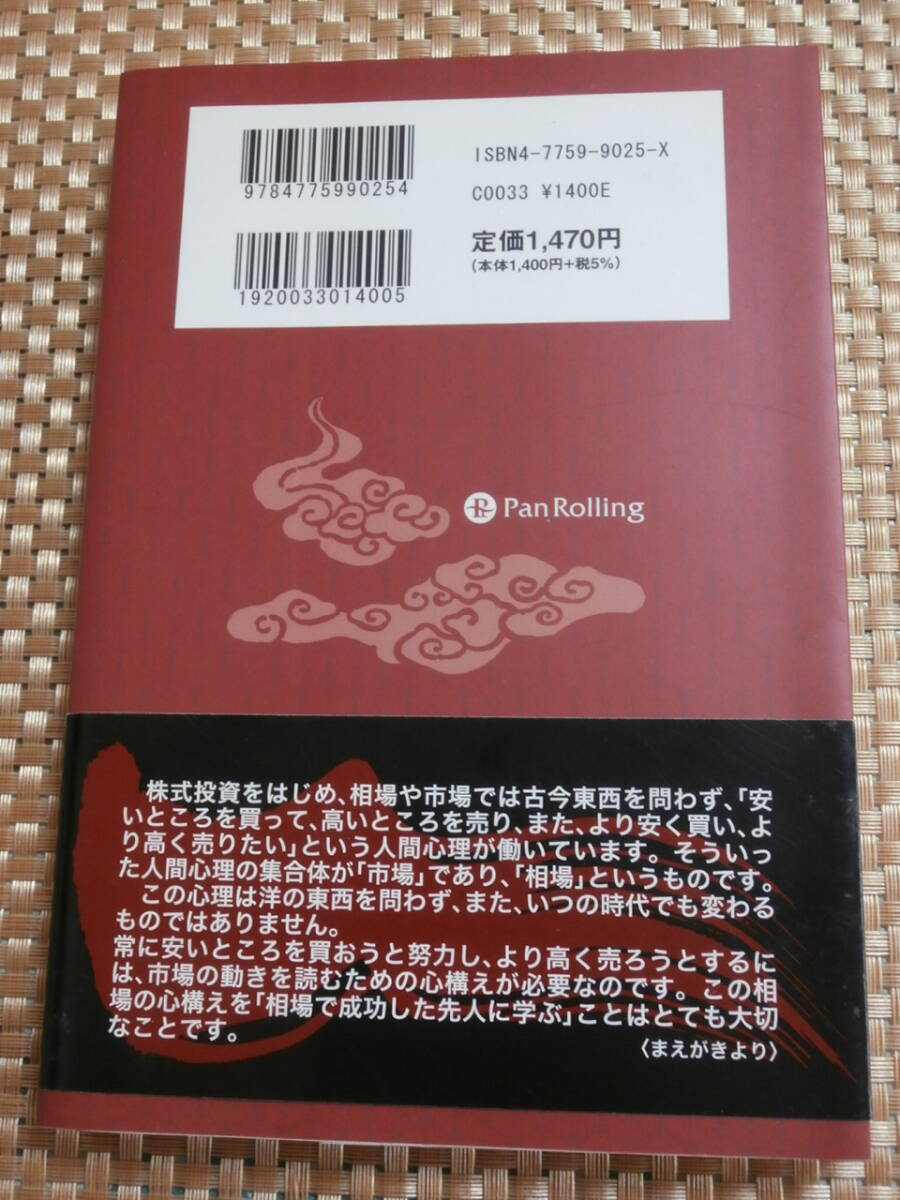 9784775990254
ISBN4-7759-9025-X
C0033 ¥1400E
1920033014005
定価1,470円
(本体1,400円+税5%)
PanRolling
株式投資をはじめ、相場や市場では古今東西を問わず、「安
いところを買って、高いところを売り、また、より安く買い、よ
り高く売りたい」という人間心理が働いています。そういっ
た人間心理の集合体が「市場」であり、「相場」というものです。
この心理は洋の東西を問わず、また、いつの時代でも変わる
ものではありません。
常に安いところを買おうと努力し、より高く売ろうとするに
は、市場の動きを読むための心構えが必要なのです。この相
場の心構えを「相場で成功した先人に学ぶ」ことはとても大切
なことです。
〈まえがきより〉